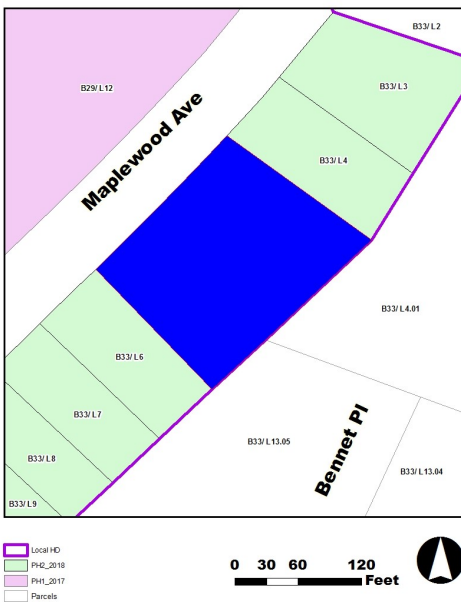 B33/ L2
B29/ L12
B33/ L3
Maplewood Ave
B33/ L4
B33/ L4.01
B33/ L6
B33/ L7
B33/ L13.05
Bennet Pl
B33/ L8
B33/ L13.04
B33/ L9
Local HD
PH2_2018
PH1_2017
Parcels
0 30 60 120
Feet